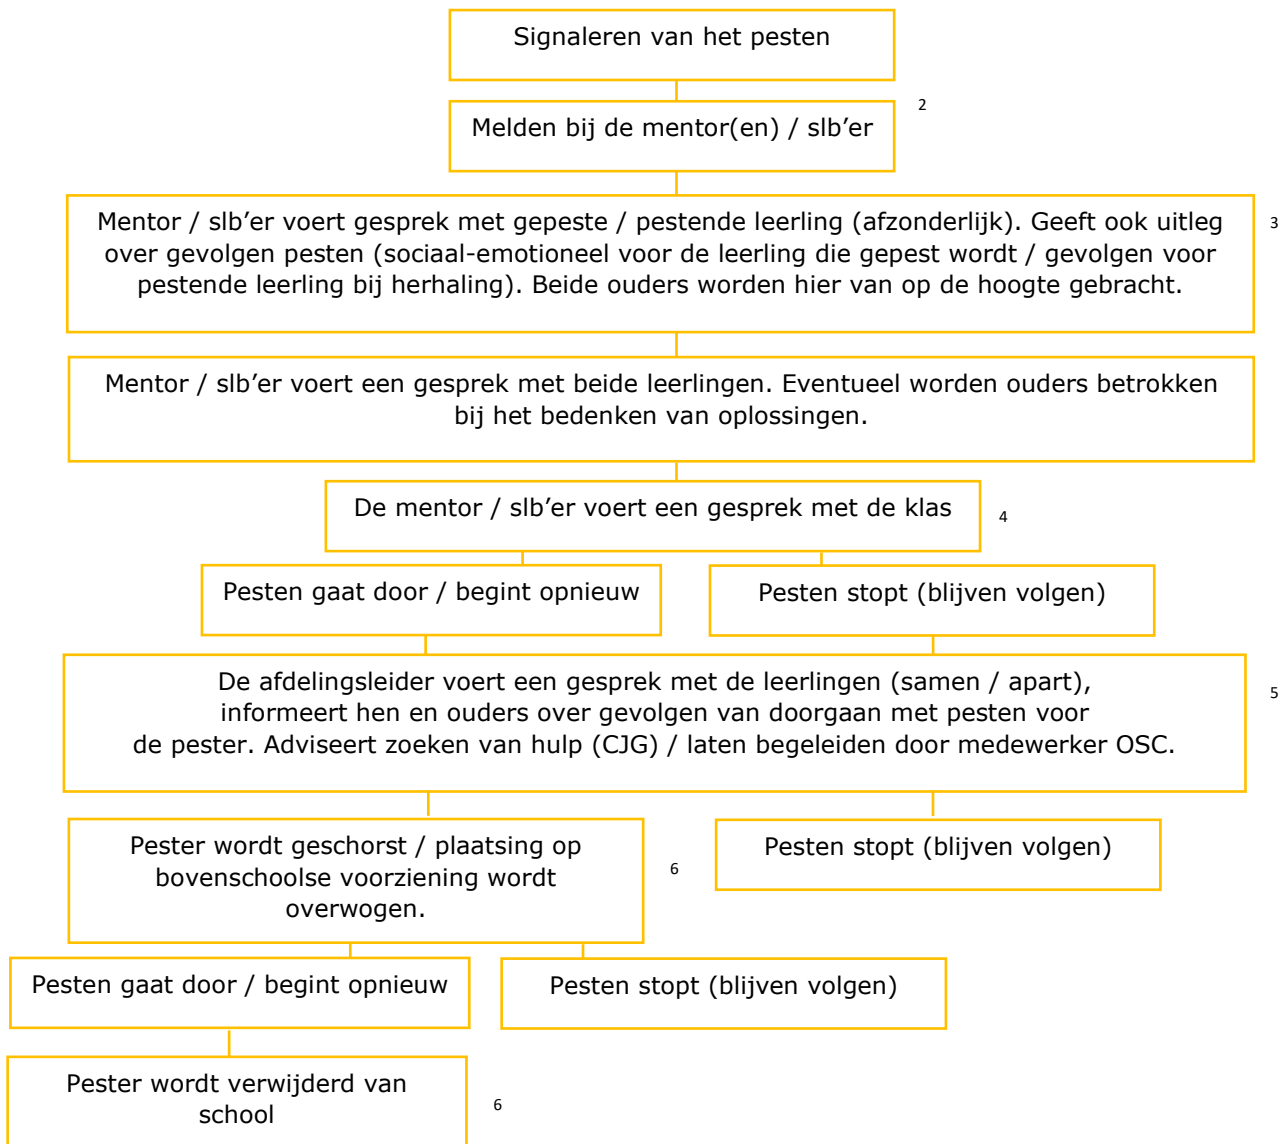 Signaleren van het pesten
2
Melden bij de mentor(en) / slb’er
Mentor / slb’er voert gesprek met gepeste / pestende leerling (afzonderlijk). Geeft ook uitleg
3
over gevolgen pesten (sociaal-emotioneel voor de leerling die gepest wordt / gevolgen voor
pestende leerling bij herhaling). Beide ouders worden hier van op de hoogte gebracht.
Mentor / slb’er voert een gesprek met beide leerlingen. Eventueel worden ouders betrokken
bij het bedenken van oplossingen.
De mentor / slb’er voert een gesprek met de klas
4
Pesten gaat door / begint opnieuw
Pesten stopt (blijven volgen)
De afdelingsleider voert een gesprek met de leerlingen (samen / apart),
5
informeert hen en ouders over gevolgen van doorgaan met pesten voor
de pester. Adviseert zoeken van hulp (CJG) / laten begeleiden door medewerker OSC.
Pester wordt geschorst / plaatsing op
bovenschoolse voorziening wordt
overwogen.
6
Pesten stopt (blijven volgen)
Pesten gaat door / begint opnieuw
Pesten stopt (blijven volgen)
Pester wordt verwijderd van
school
6